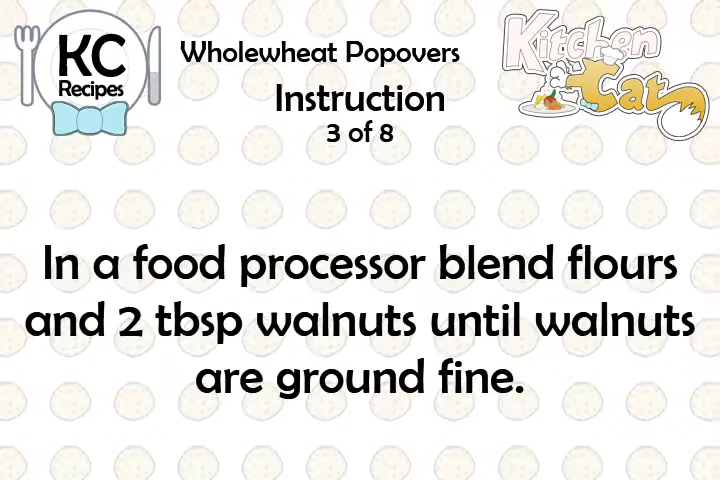 KC
Recipes
Wholewheat Popovers
Instruction
3 of 8
Kitchen
Cat
In a food processor blend flours
and 2 tbsp walnuts until walnuts
are ground fine.